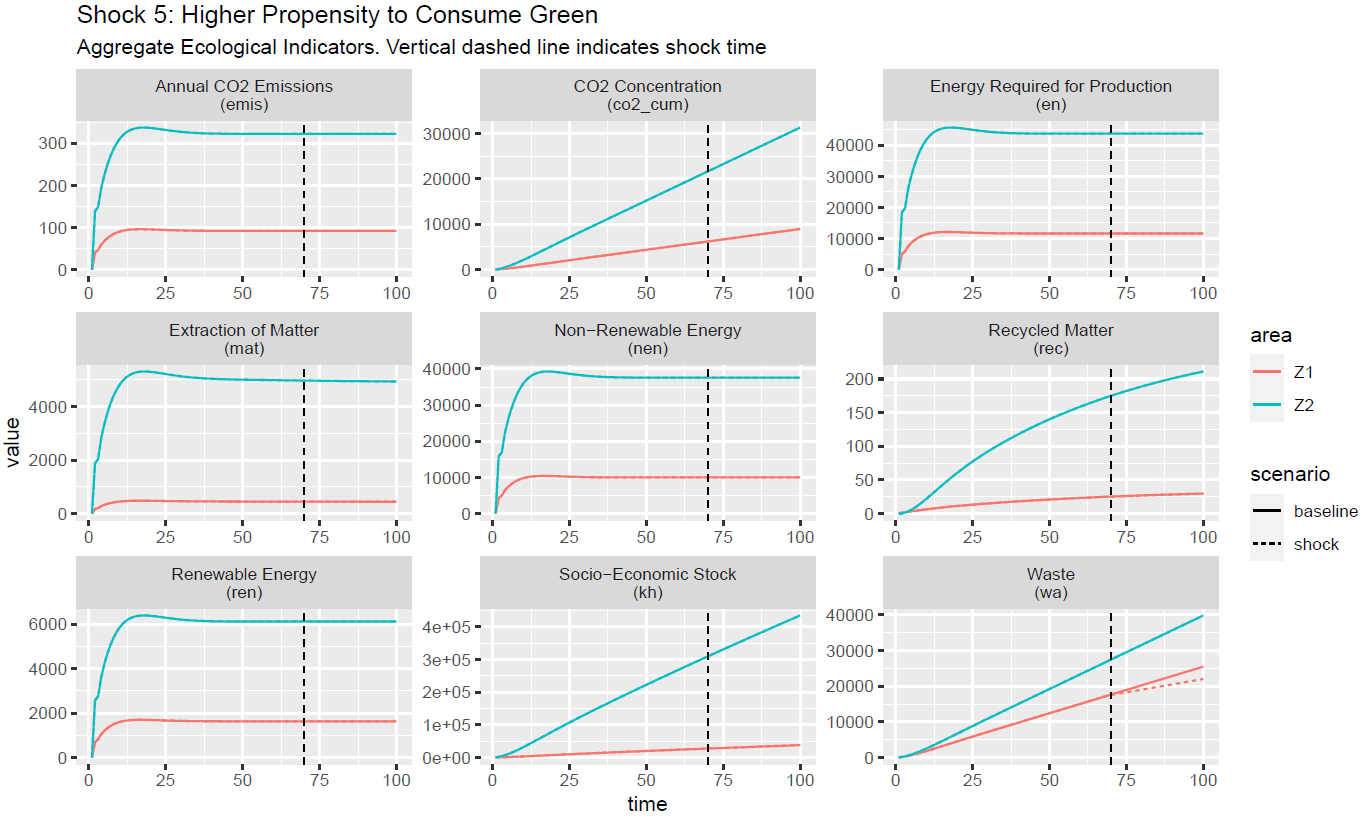 Shock 5: Higher Propensity to Consume Green
Aggregate Ecological Indicators. Vertical dashed line indicates shock time
Annual CO2 Emissions
(emis)
CO2 Concentration
(co2_cum)
Energy Required for Production
(en)
300
200
100
0
0 25 50 75 100
30000
20000
10000
0
0 25 50 75 100
40000
30000
20000
10000
0
0 25 50 75 100
Extraction of Matter
(mat)
Non−Renewable Energy
(nen)
Recycled Matter
(rec)
4000
2000
0
0 25 50 75 100
40000
30000
20000
10000
0
0 25 50 75 100
200
150
100
50
0
0 25 50 75 100
Renewable Energy
(ren)
Socio−Economic Stock
(kh)
Waste
(wa)
6000
4000
2000
0
0 25 50 75 100
4e+05
3e+05
2e+05
1e+05
0e+00
0 25 50 75 100
40000
30000
20000
10000
0
0 25 50 75 100
value
time
area
Z1
Z2
scenario
baseline
shock